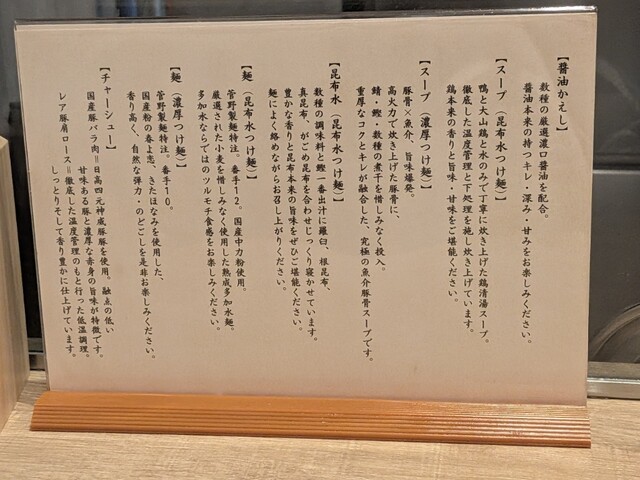 【醤油かえし】
数種の厳選濃口醤油を配合。
醤油本来の持つキレ・深み・甘みをお楽しみください。
【スープ（昆布水つけ麺）】
鴨と大山鶏と水のみで丁寧に炊き上げた鶏清湯スープ。
徹底した温度管理と下処理を施し炊き上げています。
鶏本来の香りと旨味・甘味をご堪能ください。
【スープ（濃厚つけ麺）】
豚骨×魚介、旨味爆発。
高火力で炊き上げた豚骨に、
鯖・鰹・数種の煮干を惜しみなく投入。
重厚なコクとキレが融合した、究極の魚介豚骨スープです。
【昆布水（昆布水つけ麺）】
数種の調味料と鰹一番出汁に羅臼、根昆布、
真昆布、がごめ昆布を合わせじっくり寝かせています。
豊かな香りと昆布本来の旨味をぜひご堪能ください。
麺によく絡めながらお召し上がりください。
【麺（昆布水つけ麺）】
菅野製麺特注。番手12。国産中力粉使用。
厳選された小麦を惜しみなく使用した熟成多加水麺。
多加水ならではのツルモチ食感をお楽しみください。
【麺（濃厚つけ麺）】
菅野製麺特注。番手10。
国産粉の春よ恋、きたほなみを使用した、
香り高く、自然な弾力・のどごしを是非お楽しみください。
【チャーシュー】
国産豚バラ肉＝日高四元神威豚豚を使用。融点の低い
甘味ある豚と濃厚な赤身の旨味が特徴です。
レア豚肩ロース＝徹底した温度管理のもと行った低温調理。
しっとりそして香り豊かに仕上げています。